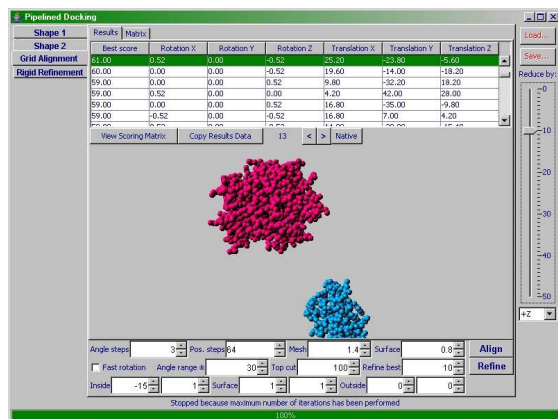 Pipelined Docking
Shape 1
Shape 2
Grid Alignment
Rigid Refinement
Results Matrix
Best score Rotation X Rotation Y Rotation Z Translation X Translation Y Translation Z
61.00 0.52 0.00 -0.52 25.20 -23.80 -5.60
60.00 0.00 0.00 -0.52 19.60 -14.00 -18.20
59.00 0.00 0.00 0.52 9.80 -32.20 18.20
59.00 0.52 0.00 0.00 4.20 42.00 28.00
59.00 0.00 0.00 0.52 16.80 -35.00 -9.80
59.00 -0.52 0.00 -0.52 16.80 7.00 4.20
View Scoring Matrix Copy Results Data 13 < > Native
Load...
Save...
Reduce by:
-0
-10
-20
-30
-40
-50
+Z
Angle steps 3 Pos. steps 64 Mesh 1.4 Surface 0.8 Align
Fast rotation Angle range 30 Top cut 100 Refine best 10 Refine
Inside -15 1 Surface 1 1 Outside 0 0
Stopped because maximum number of iterations has been performed
100%